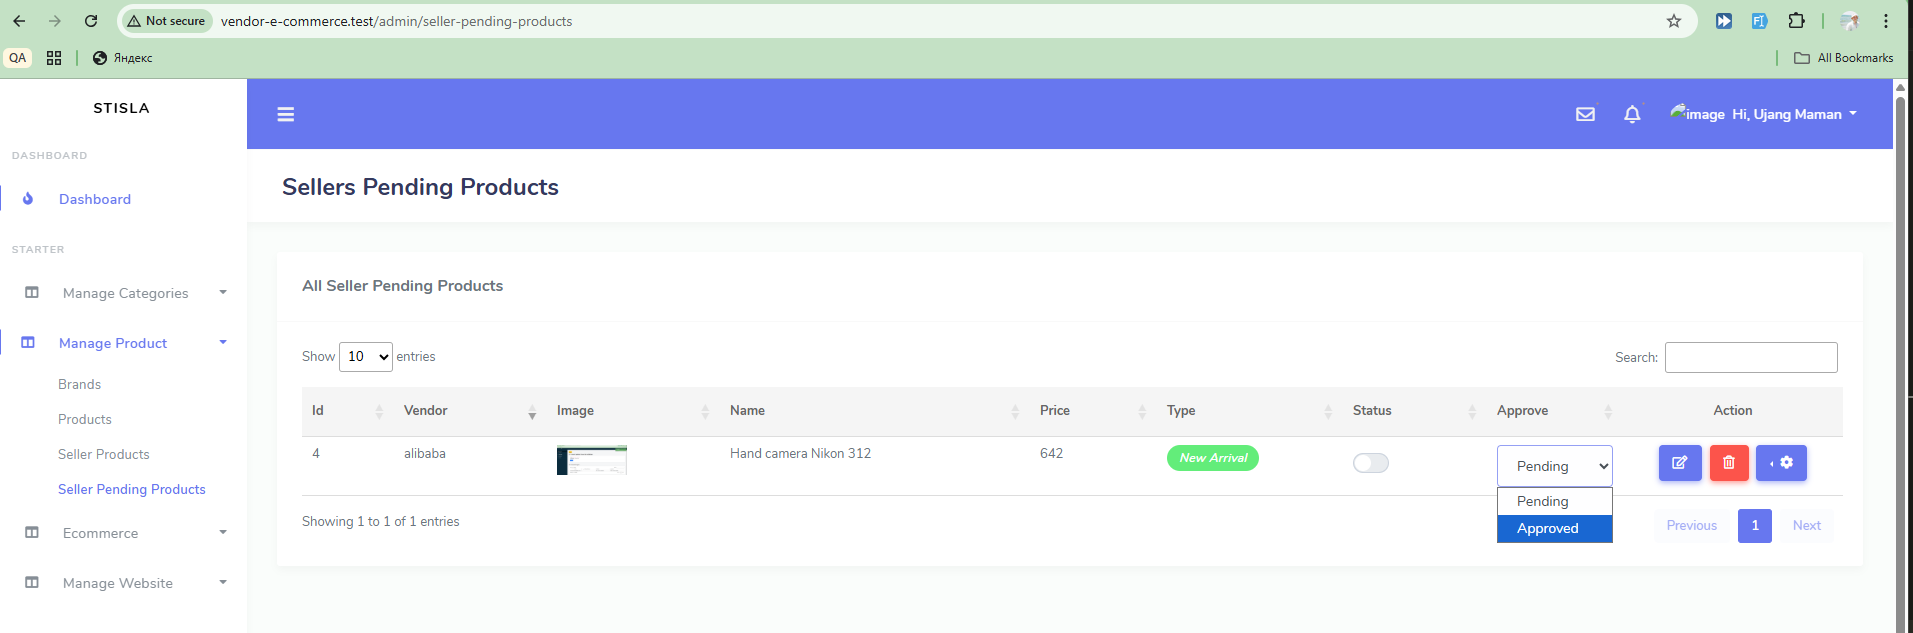 Not secure vendor-e-commerce.test/admin/seller-pending-products
QA Яндекс All Bookmarks
STISLA
image Hi, Ujang Maman
DASHBOARD
Dashboard
STARTER
Manage Categories
Manage Product
Brands
Products
Seller Products
Seller Pending Products
Ecommerce
Manage Website
Sellers Pending Products
All Seller Pending Products
Show 10 entries
Search:
Id Vendor Image Name Price Type Status Approve Action
4 alibaba Hand camera Nikon 312 642 New Arrival Pending
Pending
Approved
Showing 1 to 1 of 1 entries
Previous 1 Next